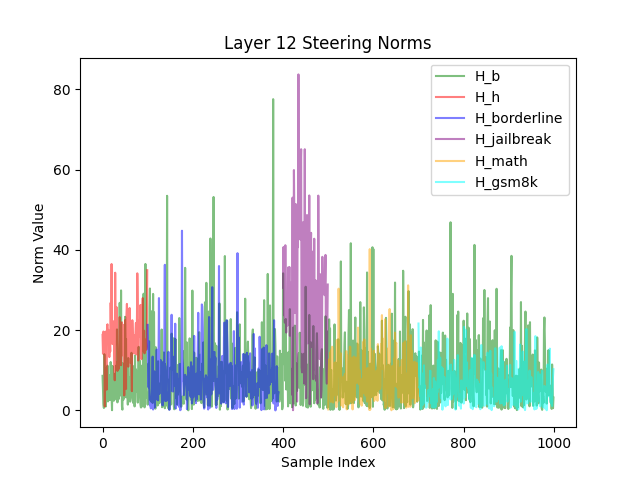 Layer 12 Steering Norms
H_b
H_h
H_borderline
H_jailbreak
H_math
H_gsm8k
Norm Value
80
60
40
20
0
0 200 400 600 800 1000
Sample Index